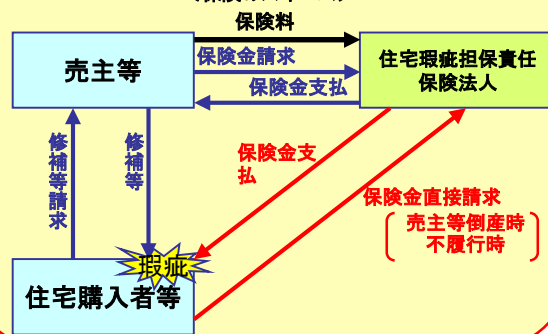 保険料
売主等
保険金請求
保険金支払
住宅瑕疵担保責任
保険法人
修補等請求
修補等
保険金支
払
保険金直接請求
売主等倒産時
不履行時
瑕疵
住宅購入者等